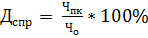 Дспр = Чпк / Чо * 100%